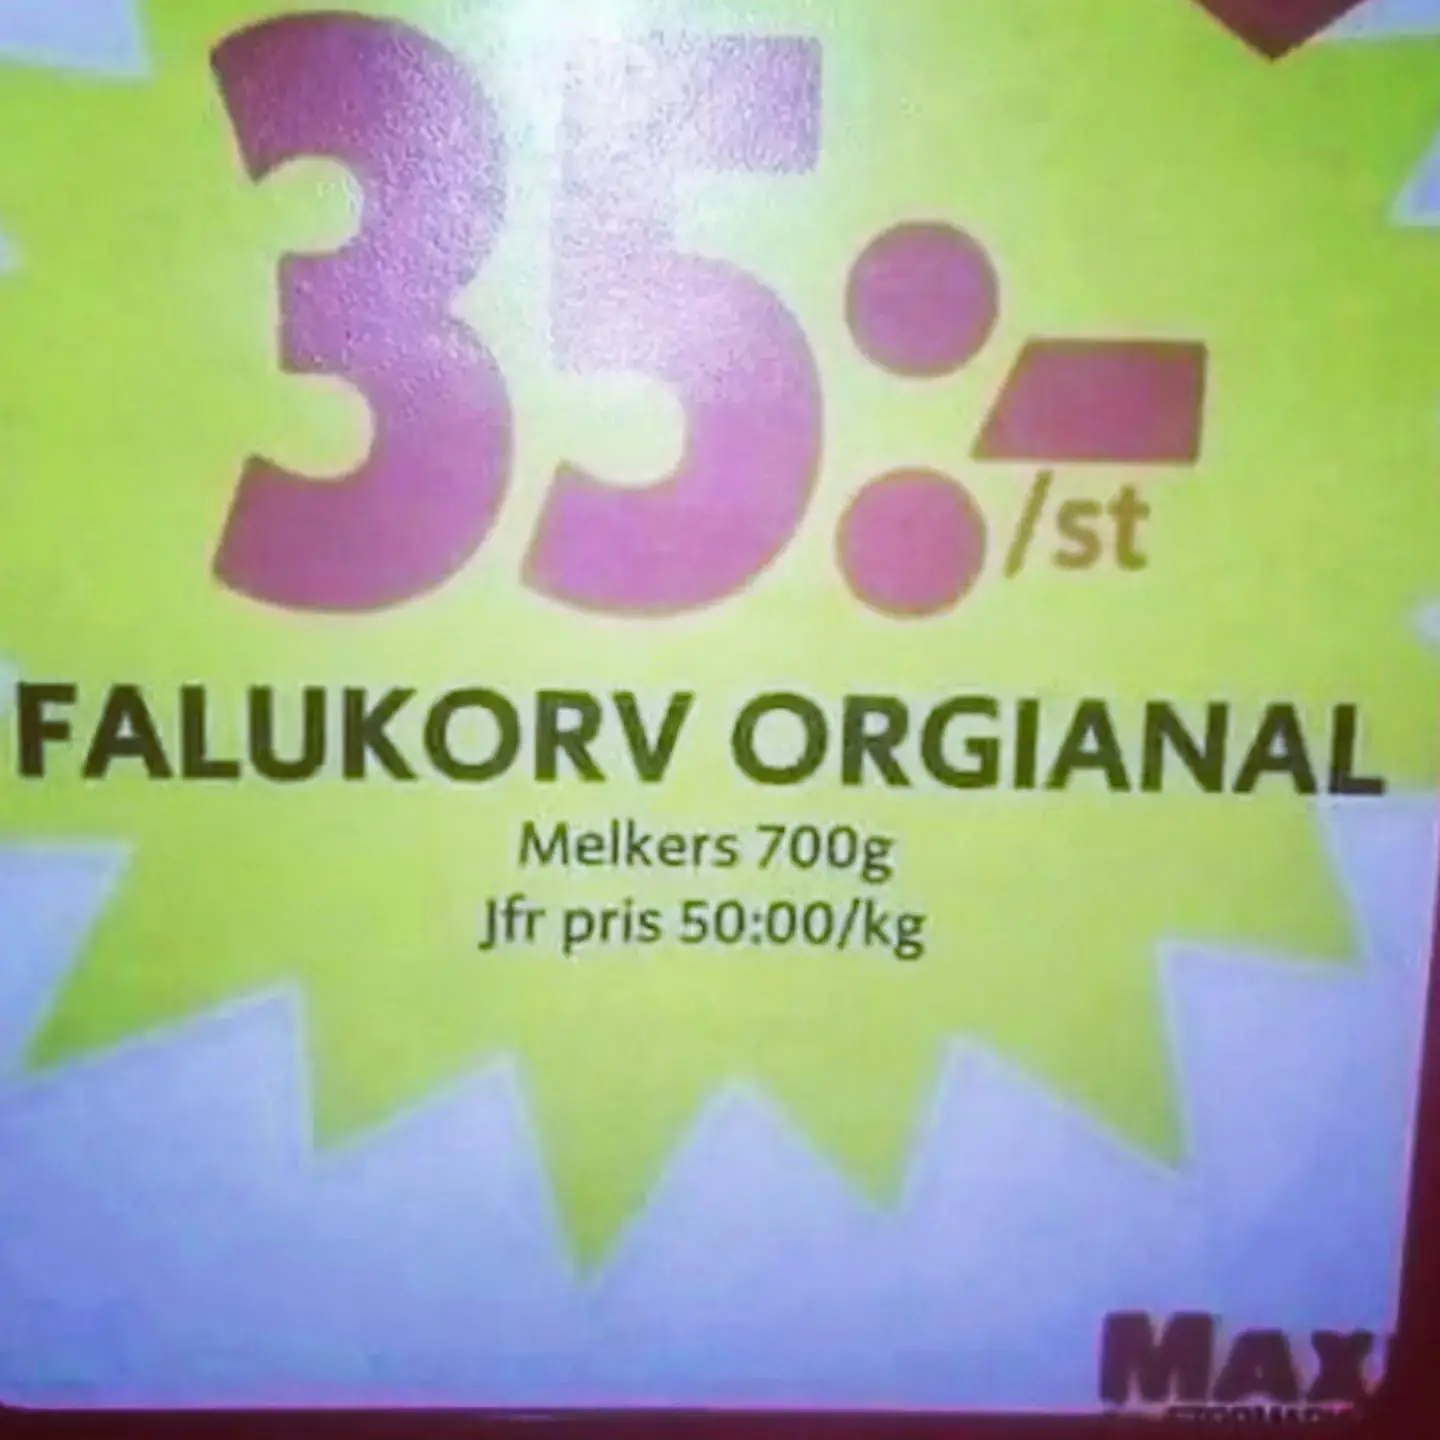 35:-
/st
FALUKORV ORGIANAL
Melkers 700g
Jfr pris 50:00/kg
MAX